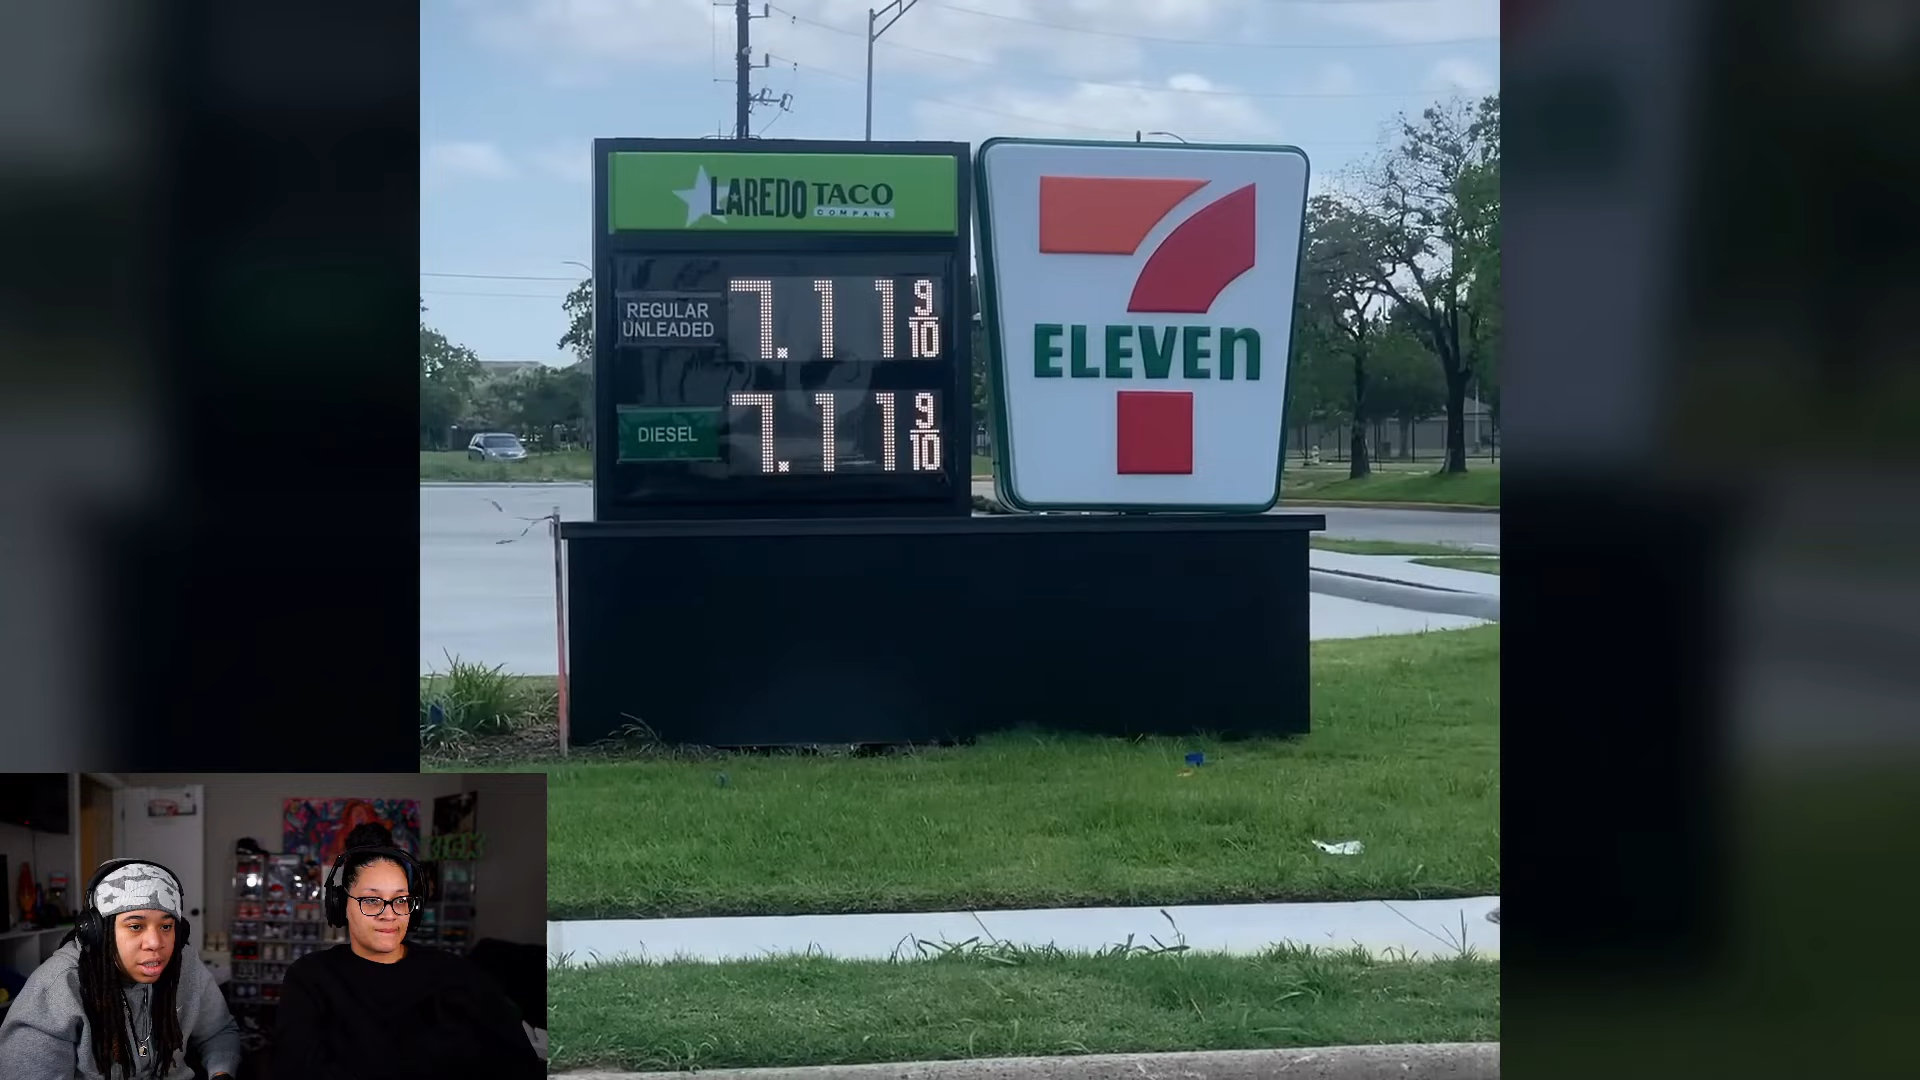 LAREDO TACO
COMPANY
REGULAR
UNLEADED
7.11 9/10
DIESEL
7.11 9/10
7
ELEVEn